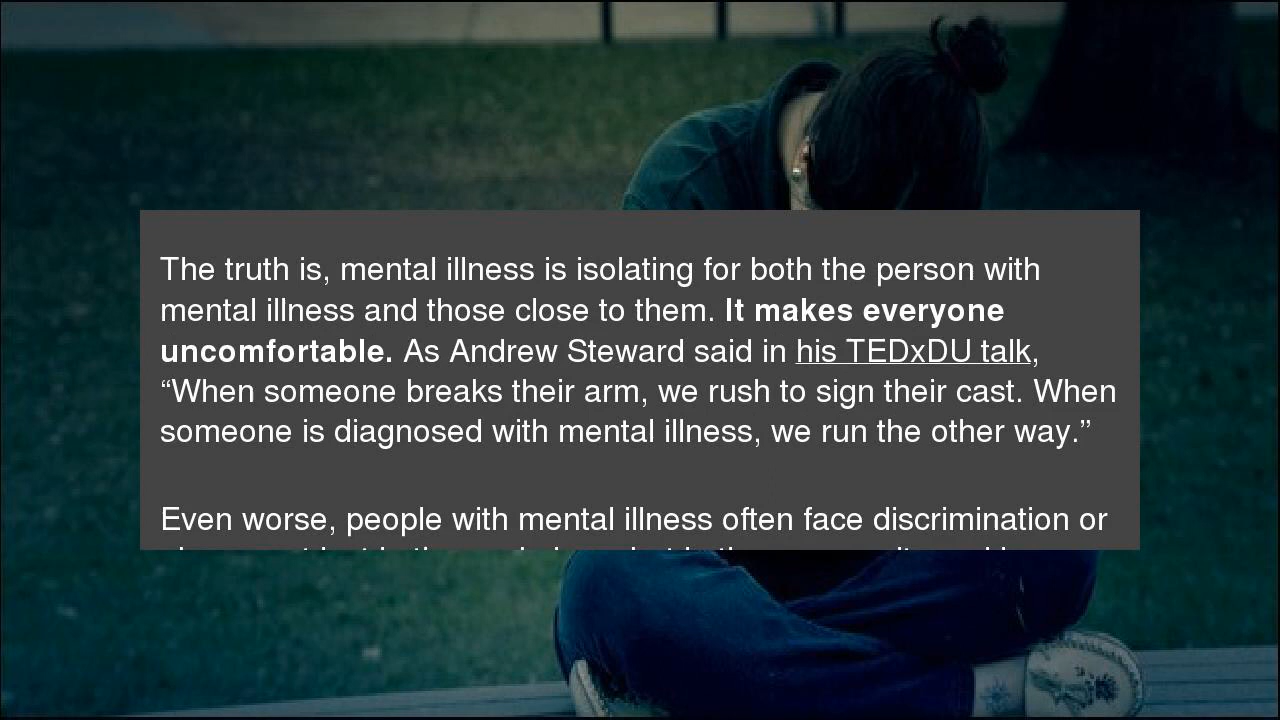 The truth is, mental illness is isolating for both the person with
mental illness and those close to them. It makes everyone
uncomfortable. As Andrew Steward said in his TEDxDU talk,
“When someone breaks their arm, we rush to sign their cast. When
someone is diagnosed with mental illness, we run the other way.”
Even worse, people with mental illness often face discrimination or